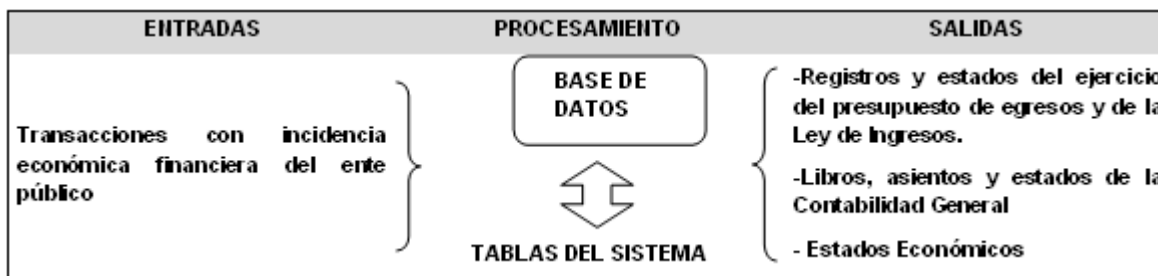 ENTRADAS
PROCESAMIENTO
SALIDAS
Transacciones con incidencia
económica financiera del ente
público
BASE DE
DATOS
TABLAS DEL SISTEMA
-Registros y estados del ejercicio
del presupuesto de egresos y de la
Ley de Ingresos.
-Libros, asientos y estados de la
Contabilidad General
- Estados Económicos